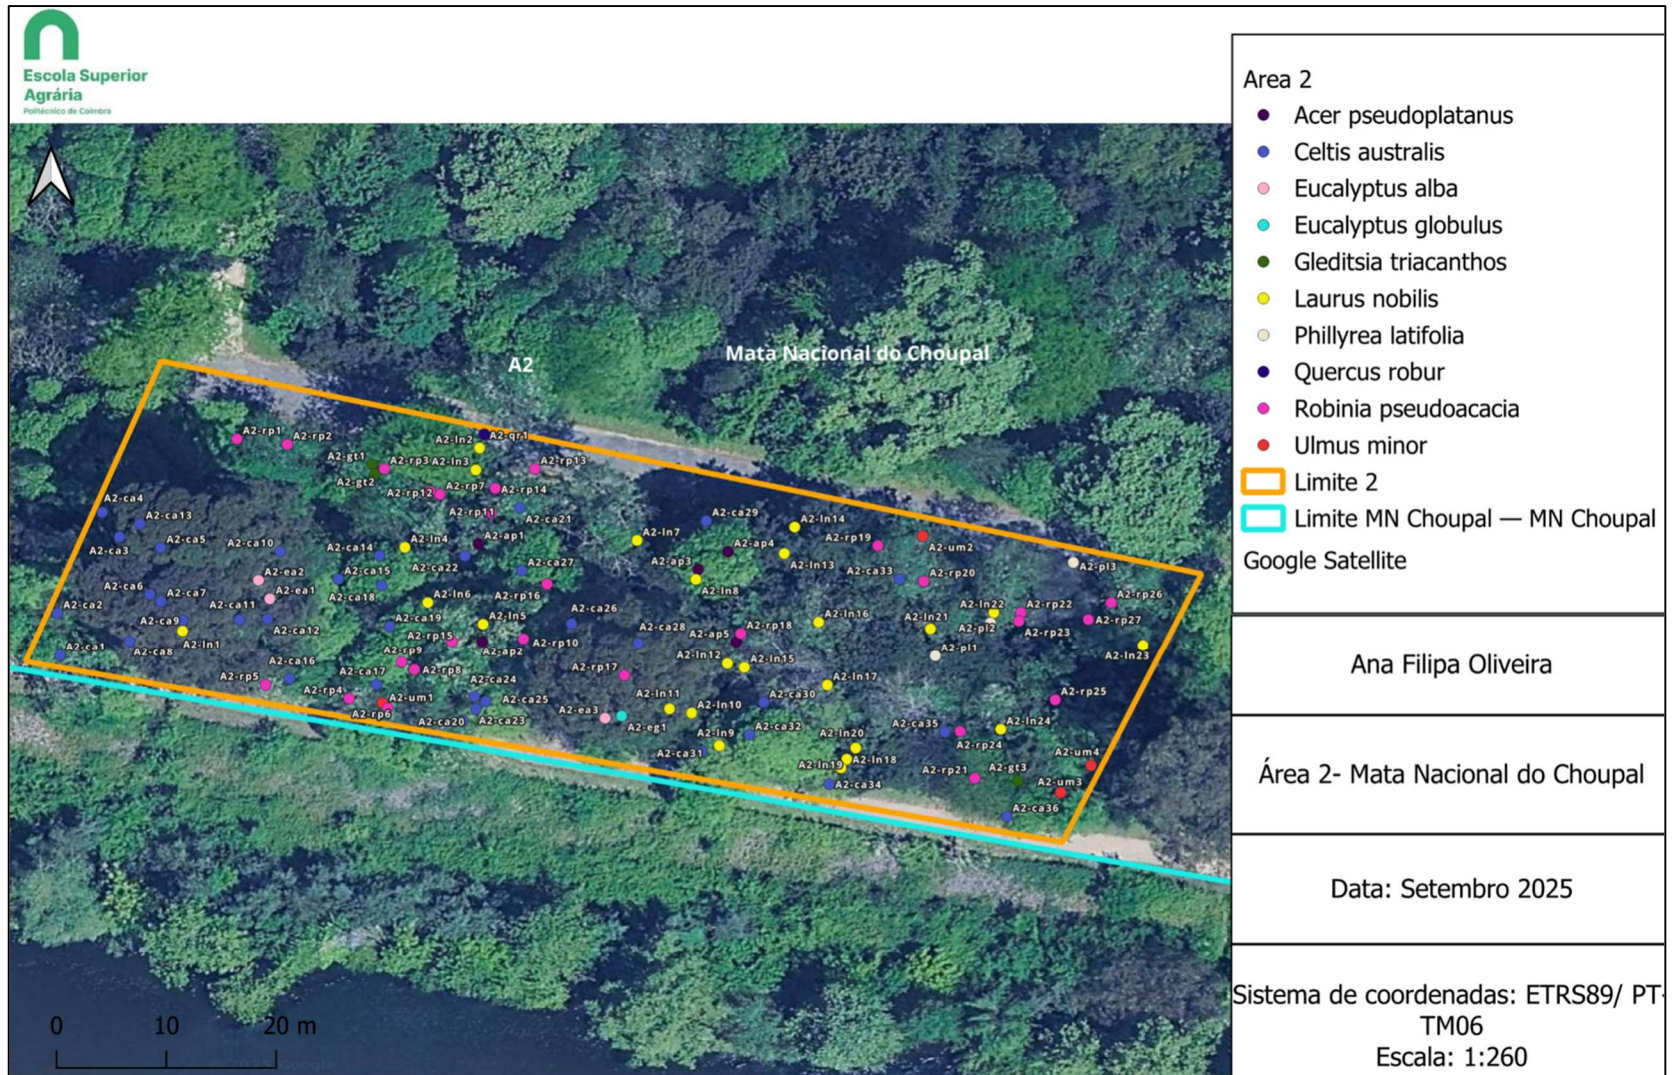 Escola Superior
Agrária
Politécnico de Coimbra
Area 2
Acer pseudoplatanus
Celtis australis
Eucalyptus alba
Eucalyptus globulus
Gleditsia triacanthos
Laurus nobilis
Phillyrea latifolia
Quercus robur
Robinia pseudoacacia
Ulmus minor
Limite 2
Limite MN Choupal — MN Choupal
Google Satellite
Ana Filipa Oliveira
Área 2- Mata Nacional do Choupal
Data: Setembro 2025
Sistema de coordenadas: ETRS89/ PT-
TM06
Escala: 1:260
Mata Nacional do Choupal
A2
A2-rp1
A2-rp2
A2-ln2
A2-qr1
A2-gt1
A2-rp3
A2-ln3
A2-rp13
A2-gt2
A2-rp12
A2-rp7
A2-rp14
A2-ca4
A2-ca13
A2-rp11
A2-ca21
A2-ca29
A2-ln14
A2-ca3
A2-ca5
A2-ca10
A2-ca14
A2-ln4
A2-ap1
A2-ln7
A2-ap4
A2-rp19
A2-um2
A2-ea2
A2-ca15
A2-ca22
A2-ca27
A2-ap3
A2-ln13
A2-ca33
A2-rp20
A2-pl3
A2-ca6
A2-ca7
A2-ea1
A2-ca18
A2-ln6
A2-rp16
A2-ln8
A2-rp26
A2-ca2
A2-ca11
A2-ca26
A2-ln16
A2-ln21
A2-ln22
A2-rp22
A2-ca9
A2-ca12
A2-ca19
A2-ln5
A2-ca28
A2-ap5
A2-rp18
A2-pl2
A2-rp23
A2-rp27
A2-ca1
A2-ca8
A2-ln1
A2-rp15
A2-rp9
A2-ap2
A2-rp10
A2-ln12
A2-ln15
A2-pl1
A2-ln23
A2-ca16
A2-ca17
A2-rp8
A2-rp17
A2-ln17
A2-rp5
A2-rp4
A2-um1
A2-ca24
A2-ca25
A2-ln11
A2-ln10
A2-ca30
A2-rp25
A2-rp6
A2-ca20
A2-ca23
A2-ea3
A2-eg1
A2-ln9
A2-ca32
A2-ln20
A2-ca35
A2-ln24
A2-ca31
A2-ln19
A2-ln18
A2-rp24
A2-rp21
A2-gt3
A2-um4
A2-ca34
A2-um3
A2-ca36
0 10 20 m